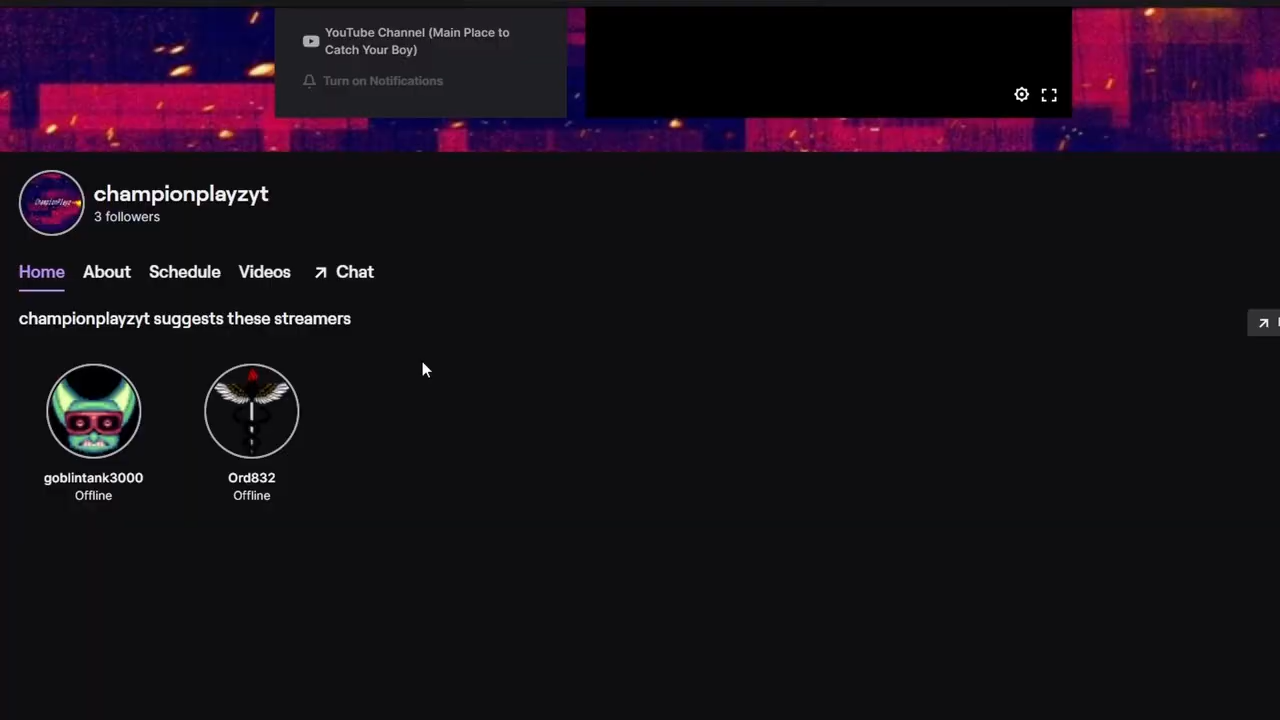 YouTube Channel (Main Place to
Catch Your Boy)
Turn on Notifications
championplayzyt
3 followers
Home About Schedule Videos Chat
championplayzyt suggests these streamers
goblintank3000 Ord832
Offline Offline